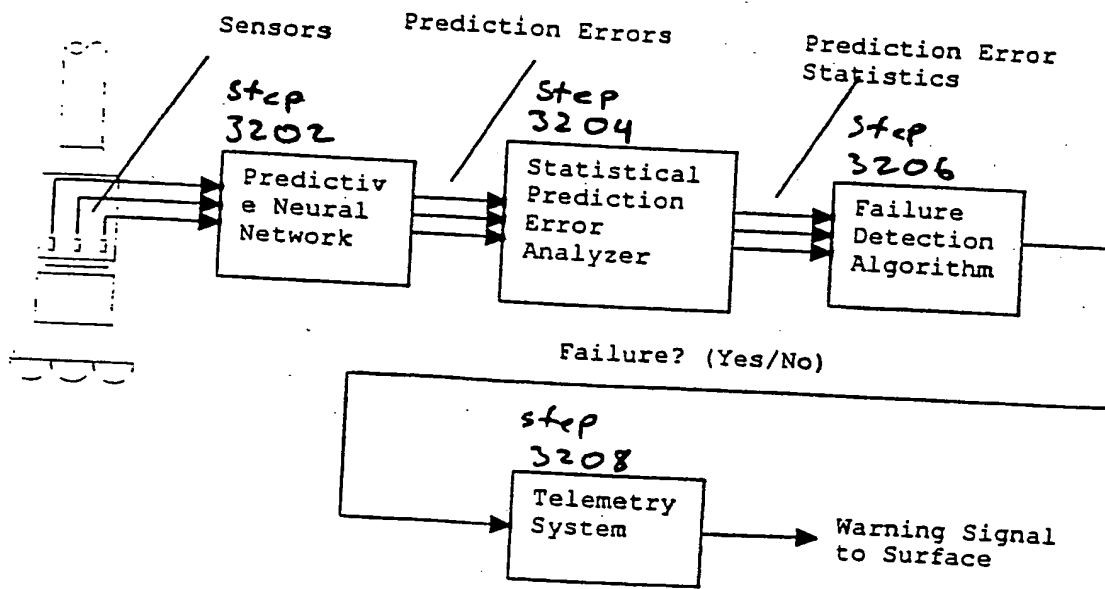 Sensors
Prediction Errors
Prediction Error
Statistics
step
3202
step
3204
step
3206
Predictiv
e Neural
Network
Statistical
Prediction
Error
Analyzer
Failure
Detection
Algorithm
Failure? (Yes/No)
step
3208
Telemetry
System
Warning Signal
to Surface